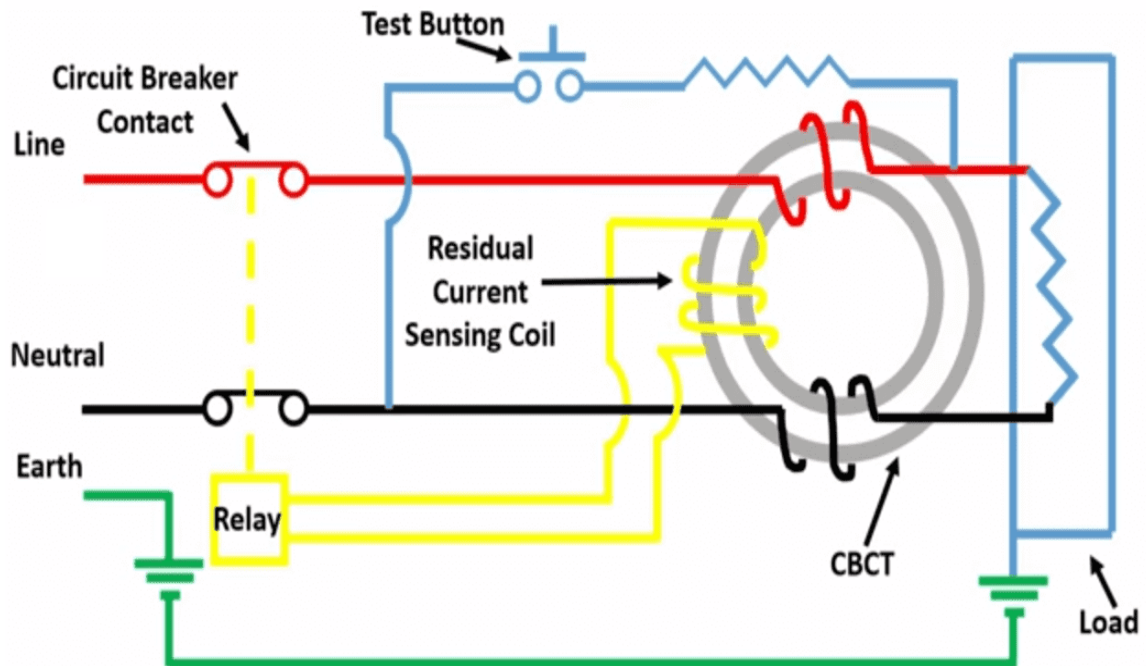 Test Button
Circuit Breaker
Contact
Line
Residual
Current
Sensing Coil
Neutral
Earth
Relay
CBCT
Load